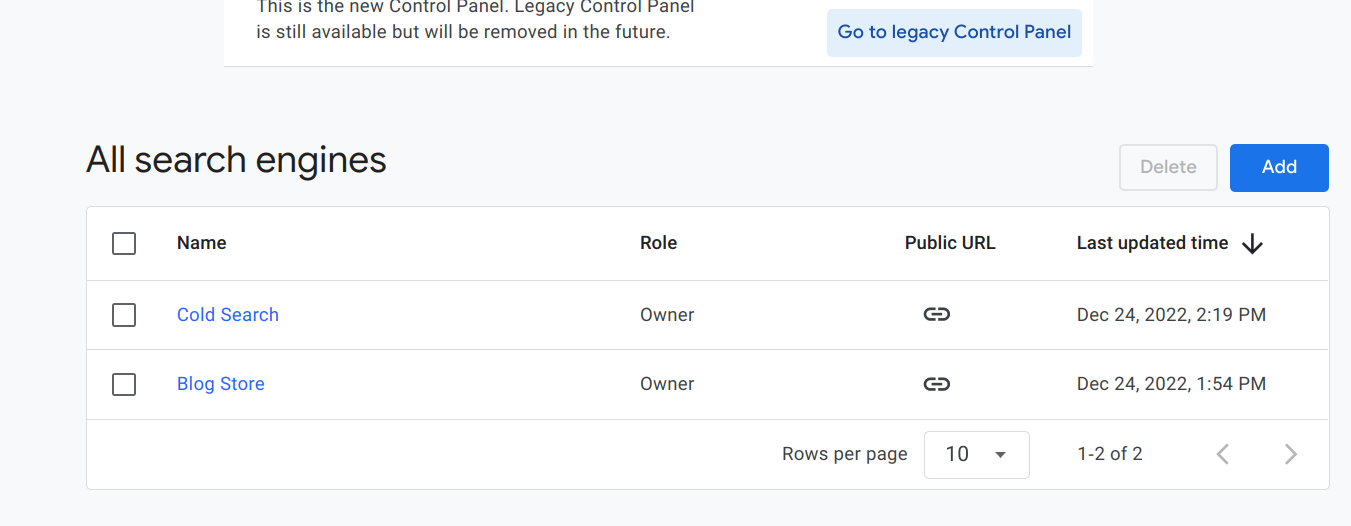 This is the new Control Panel. Legacy Control Panel
is still available but will be removed in the future.
Go to legacy Control Panel
All search engines
Delete
Add
Name Role Public URL Last updated time
Cold Search Owner Dec 24, 2022, 2:19 PM
Blog Store Owner Dec 24, 2022, 1:54 PM
Rows per page 10 1-2 of 2